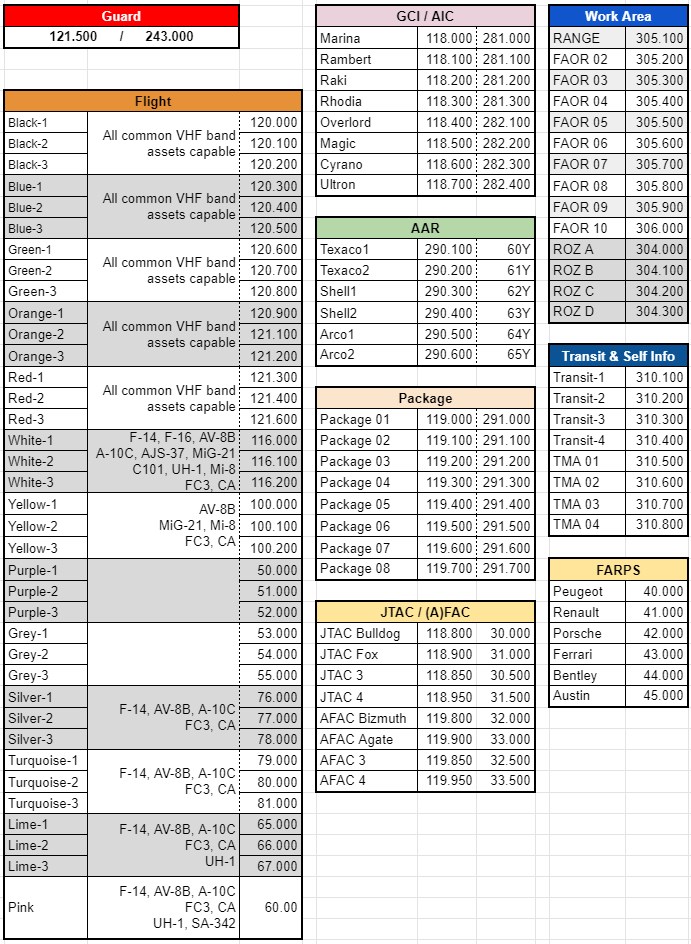 Guard
121.500 / 243.000
Flight
Black-1 120.000
Black-2 All common VHF band assets capable 120.100
Black-3 120.200
Blue-1 120.300
Blue-2 All common VHF band assets capable 120.400
Blue-3 120.500
Green-1 120.600
Green-2 All common VHF band assets capable 120.700
Green-3 120.800
Orange-1 120.900
Orange-2 All common VHF band assets capable 121.100
Orange-3 121.200
Red-1 121.300
Red-2 All common VHF band assets capable 121.400
Red-3 121.600
White-1 F-14, F-16, AV-8B 116.000
White-2 A-10C, AJS-37, MiG-21 116.100
C101, UH-1, Mi-8
White-3 FC3, CA 116.200
Yellow-1 AV-8B 100.000
Yellow-2 MiG-21, Mi-8 100.100
Yellow-3 FC3, CA 100.200
Purple-1 50.000
Purple-2 51.000
Purple-3 52.000
Grey-1 53.000
Grey-2 54.000
Grey-3 55.000
Silver-1 76.000
Silver-2 F-14, AV-8B, A-10C FC3, CA 77.000
Silver-3 78.000
Turquoise-1 79.000
Turquoise-2 F-14, AV-8B, A-10C FC3, CA 80.000
Turquoise-3 81.000
Lime-1 F-14, AV-8B, A-10C 65.000
Lime-2 FC3, CA 66.000
Lime-3 UH-1 67.000
F-14, AV-8B, A-10C
Pink FC3, CA 60.00
UH-1, SA-342
GCI / AIC
Marina 118.000 281.000
Rambert 118.100 281.100
Raki 118.200 281.200
Rhodia 118.300 281.300
Overlord 118.400 282.100
Magic 118.500 282.200
Cyrano 118.600 282.300
Ultron 118.700 282.400
AAR
Texaco1 290.100 60Y
Texaco2 290.200 61Y
Shell1 290.300 62Y
Shell2 290.400 63Y
Arco1 290.500 64Y
Arco2 290.600 65Y
Package
Package 01 119.000 291.000
Package 02 119.100 291.100
Package 03 119.200 291.200
Package 04 119.300 291.300
Package 05 119.400 291.400
Package 06 119.500 291.500
Package 07 119.600 291.600
Package 08 119.700 291.700
JTAC / (A)FAC
JTAC Bulldog 118.800 30.000
JTAC Fox 118.900 31.000
JTAC 3 118.850 30.500
JTAC 4 118.950 31.500
AFAC Bizmuth 119.800 32.000
AFAC Agate 119.900 33.000
AFAC 3 119.850 32.500
AFAC 4 119.950 33.500
Work Area
RANGE 305.100
FAOR 02 305.200
FAOR 03 305.300
FAOR 04 305.400
FAOR 05 305.500
FAOR 06 305.600
FAOR 07 305.700
FAOR 08 305.800
FAOR 09 305.900
FAOR 10 306.000
ROZ A 304.000
ROZ B 304.100
ROZ C 304.200
ROZ D 304.300
Transit & Self Info
Transit-1 310.100
Transit-2 310.200
Transit-3 310.300
Transit-4 310.400
TMA 01 310.500
TMA 02 310.600
TMA 03 310.700
TMA 04 310.800
FARPS
Peugeot 40.000
Renault 41.000
Porsche 42.000
Ferrari 43.000
Bentley 44.000
Austin 45.000